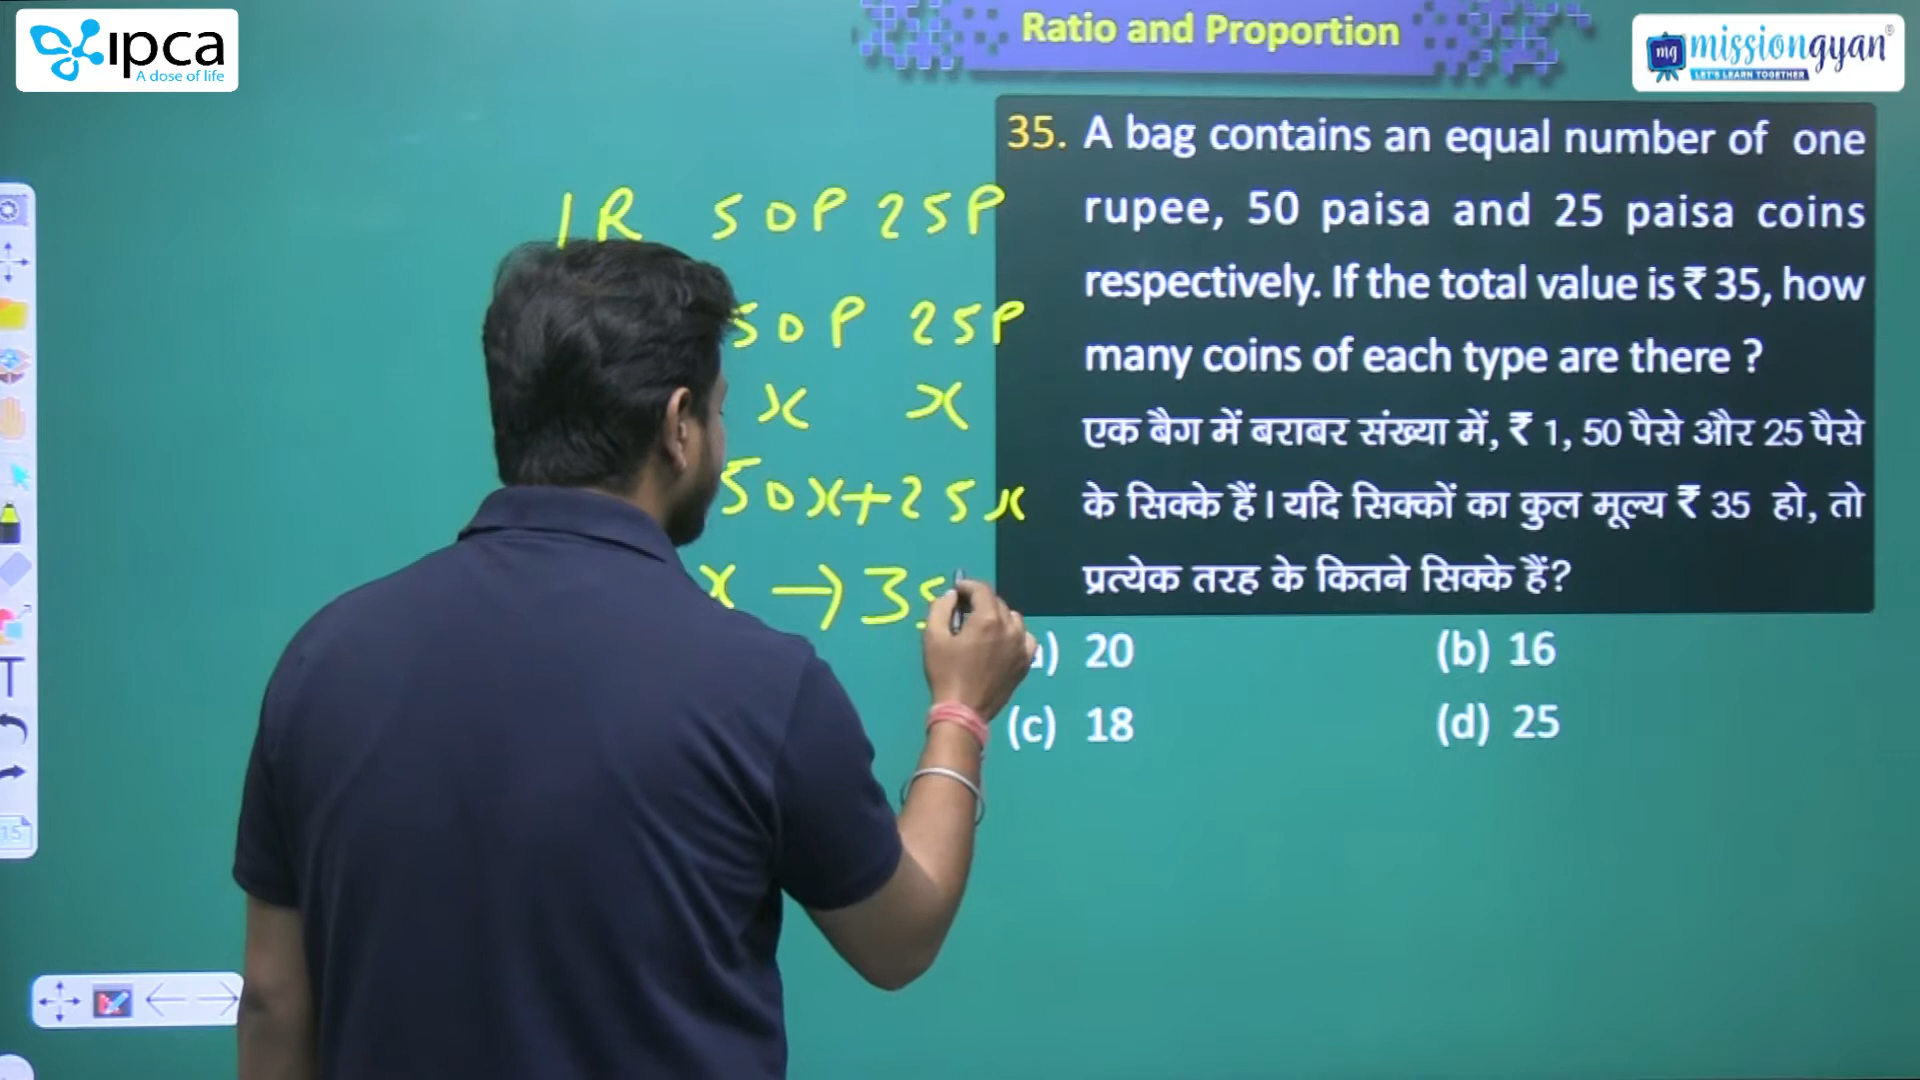 ipca
A dose of life
Ratio and Proportion
mg missiongyan
LET'S LEARN TOGETHER
35. A bag contains an equal number of one
rupee, 50 paisa and 25 paisa coins
respectively. If the total value is ₹ 35, how
many coins of each type are there ?
एक बैग में बराबर संख्या में, ₹ 1, 50 पैसे और 25 पैसे
के सिक्के हैं। यदि सिक्कों का कुल मूल्य ₹ 35 हो, तो
प्रत्येक तरह के कितने सिक्के हैं?
(a) 20
(b) 16
(c) 18
(d) 25
1R 50P 25P
50P 25P
x x
50x+25x
x → 35
T
15